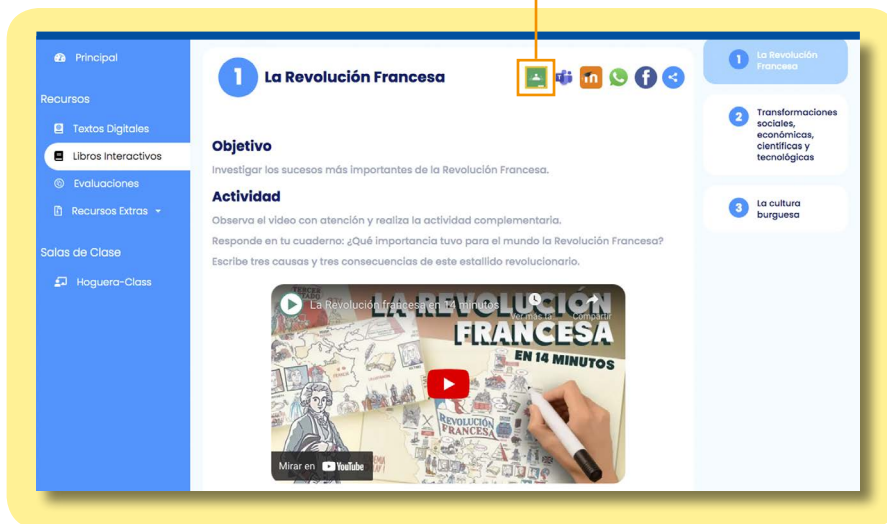 Principal
Recursos
Textos Digitales
Libros Interactivos
Evaluaciones
Recursos Extras
Salas de Clase
Hoguera-Class
1
La Revolución Francesa
Objetivo
Investigar los sucesos más importantes de la Revolución Francesa.
Actividad
Observa el video con atención y realiza la actividad complementaria.
Responde en tu cuaderno: ¿Qué importancia tuvo para el mundo la Revolución Francesa?
Escribe tres causas y tres consecuencias de este estallido revolucionario.
TERCER
ESTADO
La Revolución francesa en 14 minutos
Ver más ta...
Compartir
LA REVOLUCIÓN
FRANCESA
EN 14 MINUTOS
REVOLUCIÓN
FRANCESA
Mirar en YouTube
1
La Revolución
Francesa
2
Transformaciones
sociales,
económicas,
científicas y
tecnológicas
3
La cultura
burguesa